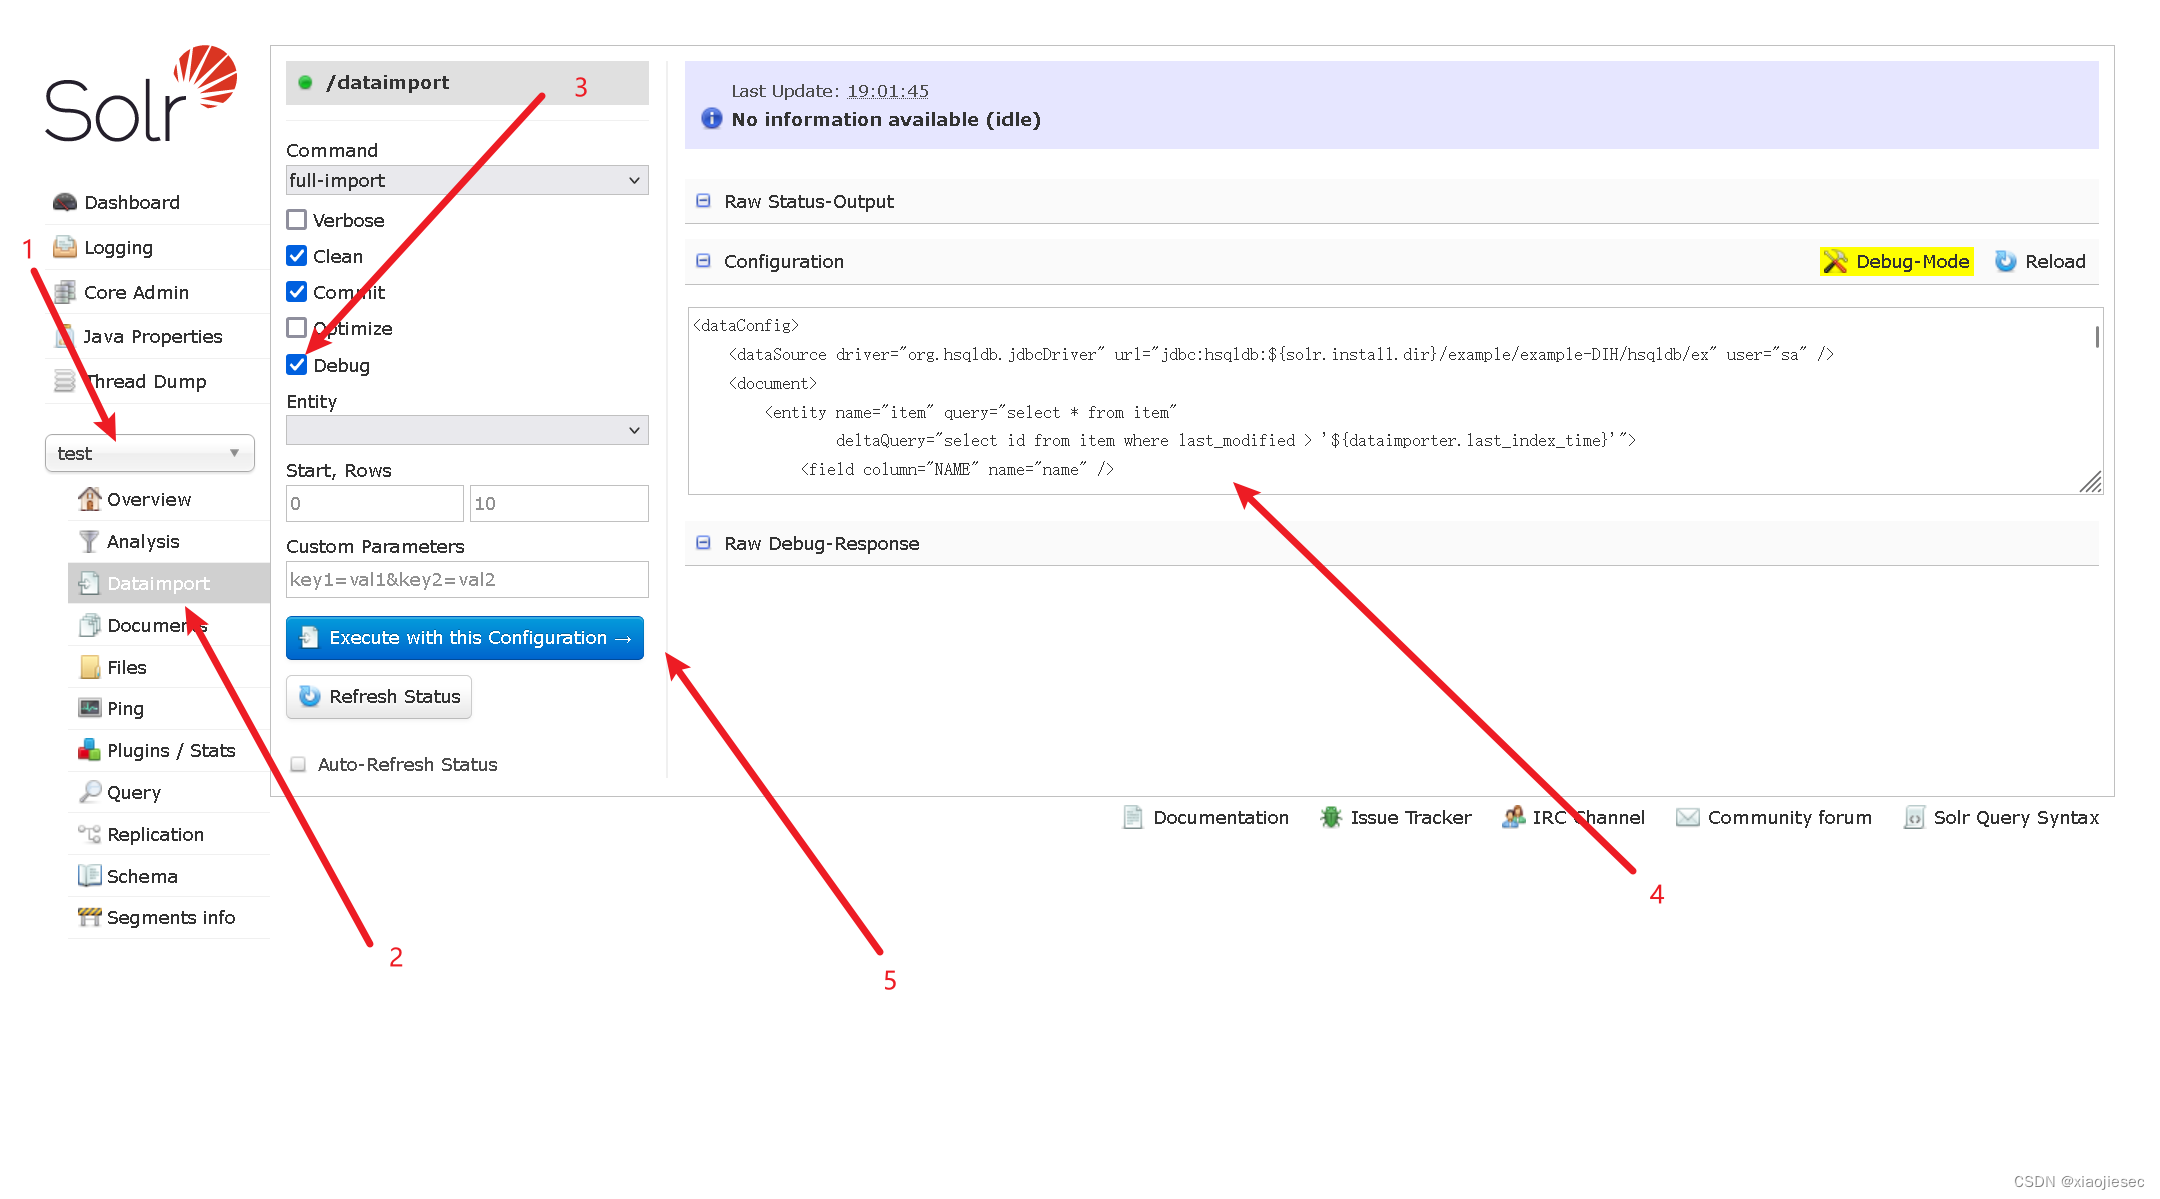 Solr
Dashboard
1
Logging
Core Admin
Java Properties
Thread Dump
test
Overview
Analysis
Dataimport
Documents
Files
Ping
Plugins / Stats
Query
Replication
Schema
Segments info
2
/dataimport
3
Command
full-import
Verbose
Clean
Commit
Optimize
Debug
Entity
Start, Rows
0 10
Custom Parameters
key1=val1&key2=val2
Execute with this Configuration →
Refresh Status
Auto-Refresh Status
5
Last Update: 19:01:45
No information available (idle)
Raw Status-Output
Configuration Debug-Mode Reload
<dataConfig>
<dataSource driver="org.hsqldb.jdbcDriver" url="jdbc:hsqldb:${solr.install.dir}/example/example-DIH/hsqldb/ex" user="sa" />
<document>
<entity name="item" query="select * from item"
deltaQuery="select id from item where last_modified > '${dataimporter.last_index_time}'">
<field column="NAME" name="name" />
Raw Debug-Response
Documentation Issue Tracker IRC Channel Community forum Solr Query Syntax
4
CSDN @xiaojiesec